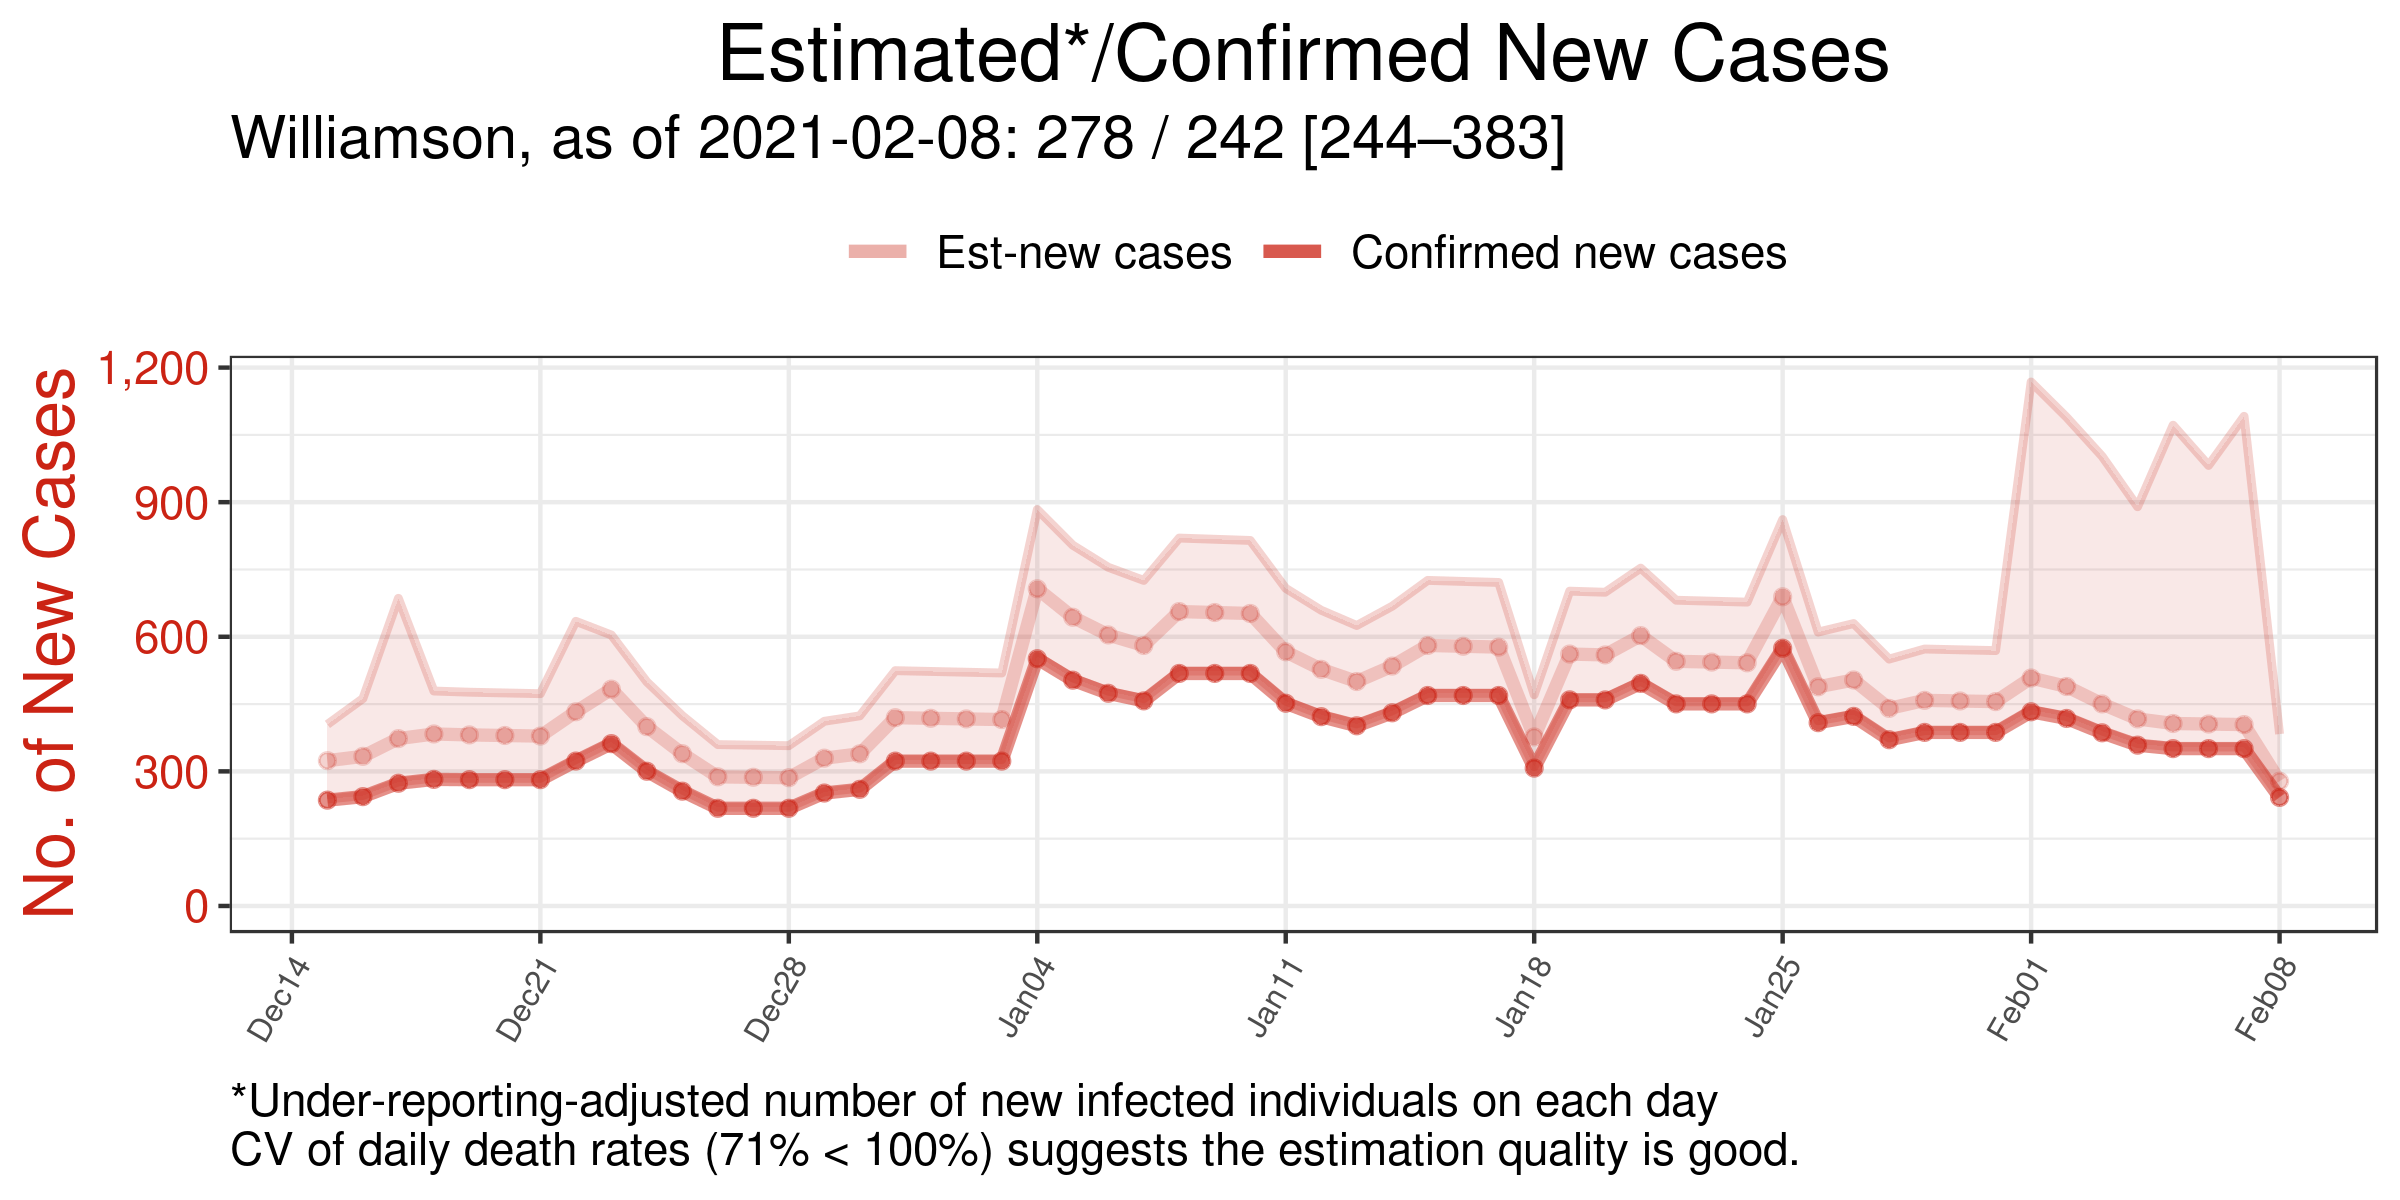 Estimated*/Confirmed New Cases
Williamson, as of 2021-02-08: 278 / 242 [244–383]
Est-new cases
Confirmed new cases
No. of New Cases
1,200
900
600
300
0
Dec14
Dec21
Dec28
Jan04
Jan11
Jan18
Jan25
Feb01
Feb08
*Under-reporting-adjusted number of new infected individuals on each day
CV of daily death rates (71% < 100%) suggests the estimation quality is good.